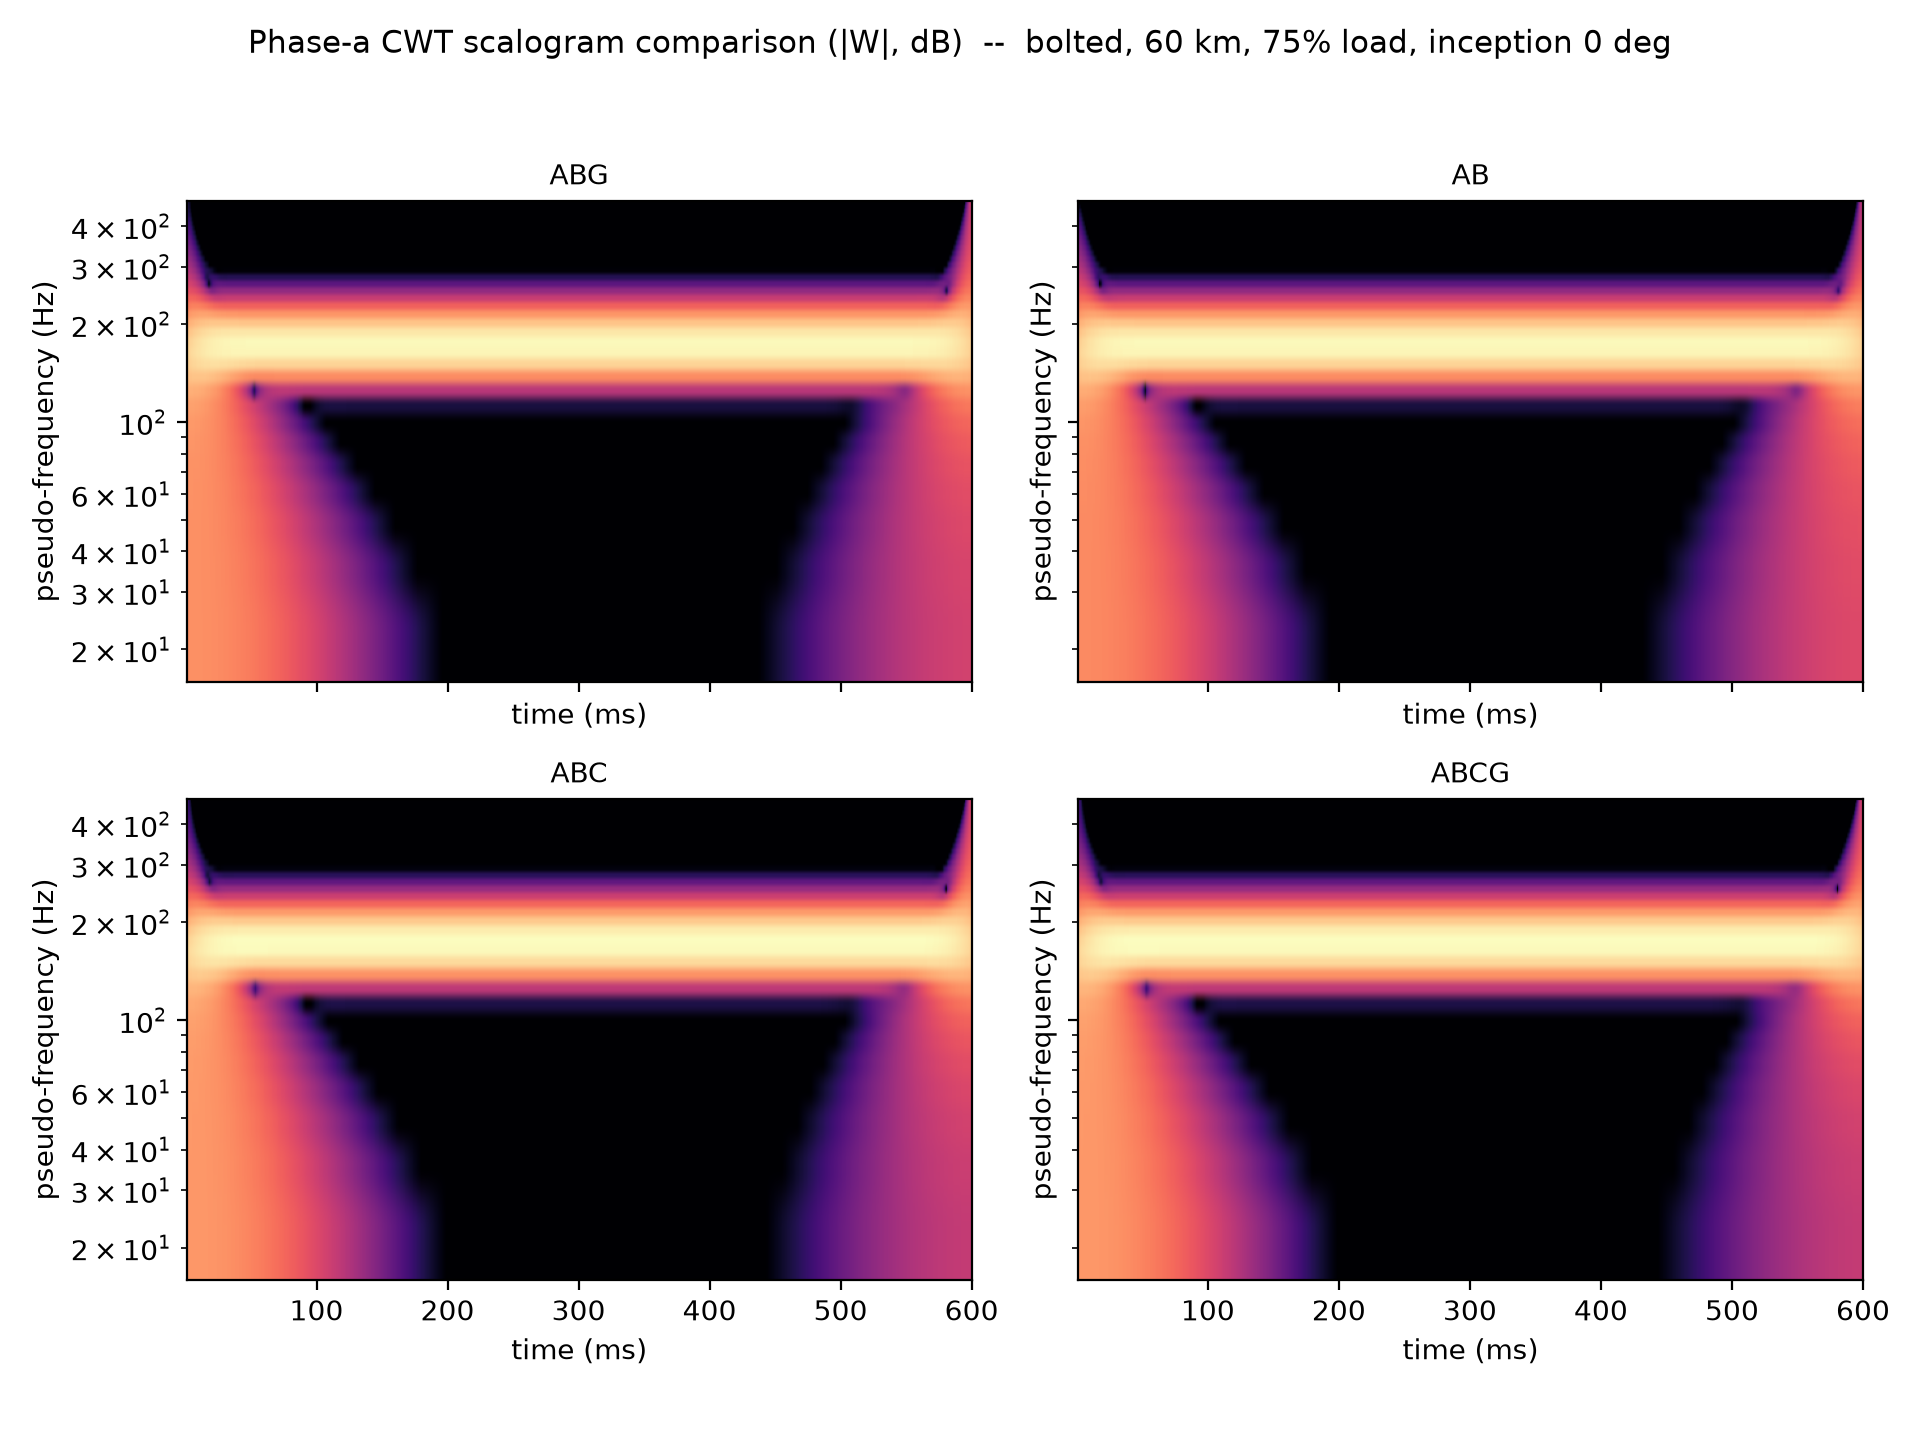 Phase-a CWT scalogram comparison (|W|, dB) -- bolted, 60 km, 75% load, inception 0 deg
ABG
AB
4 × 10²
3 × 10²
2 × 10²
10²
6 × 10¹
4 × 10¹
3 × 10¹
2 × 10¹
pseudo-frequency (Hz)
pseudo-frequency (Hz)
time (ms)
time (ms)
ABC
ABCG
4 × 10²
3 × 10²
2 × 10²
10²
6 × 10¹
4 × 10¹
3 × 10¹
2 × 10¹
pseudo-frequency (Hz)
pseudo-frequency (Hz)
100 200 300 400 500 600
100 200 300 400 500 600
time (ms)
time (ms)